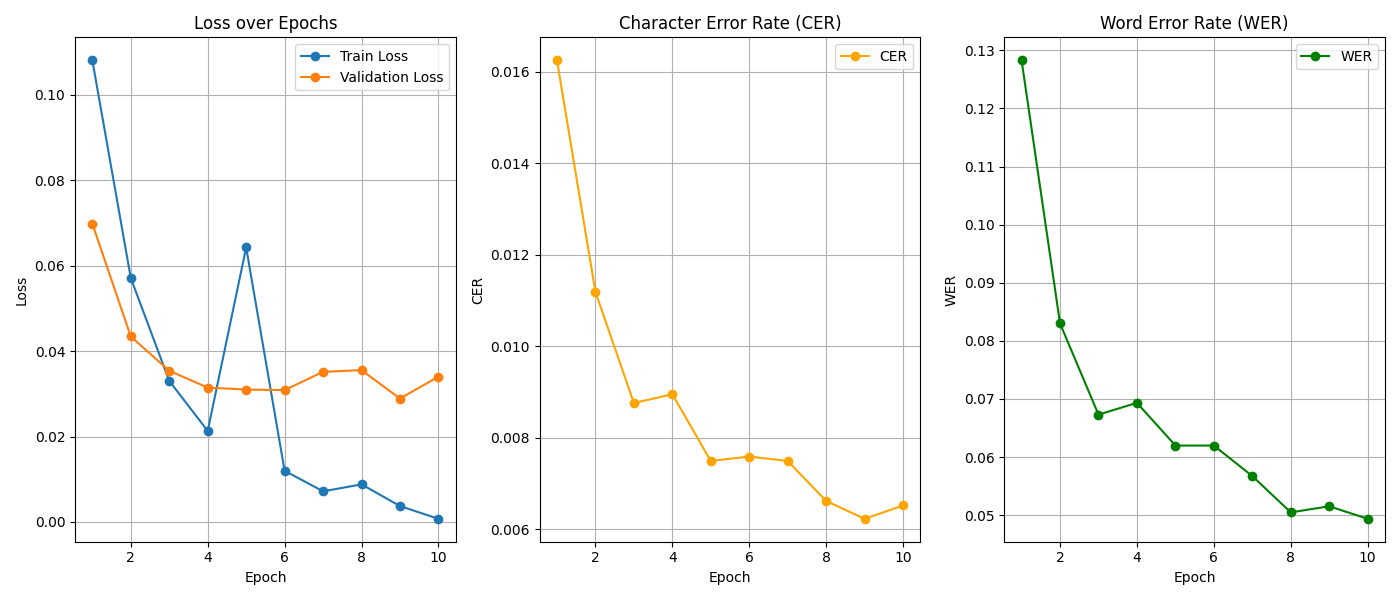 Loss over Epochs
Train Loss
Validation Loss
0.10
0.08
0.06
0.04
0.02
0.00
Loss
2 4 6 8 10
Epoch
Character Error Rate (CER)
CER
0.016
0.014
0.012
0.010
0.008
0.006
CER
2 4 6 8 10
Epoch
Word Error Rate (WER)
WER
0.13
0.12
0.11
0.10
0.09
0.08
0.07
0.06
0.05
WER
2 4 6 8 10
Epoch